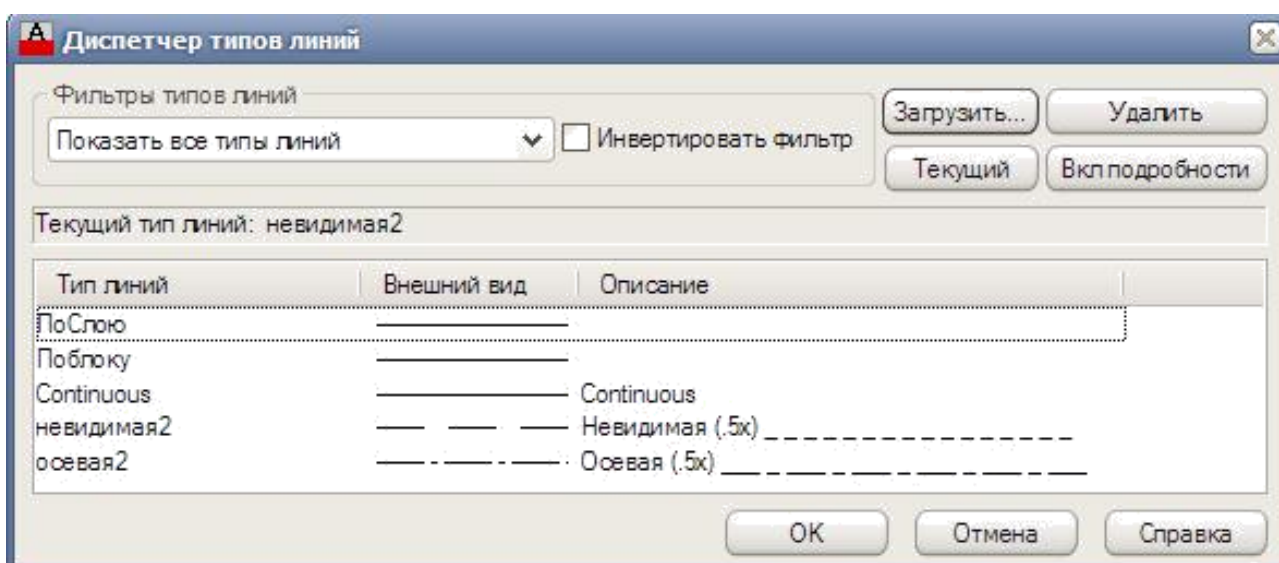 Диспетчер типов линий
Фильтры типов линий
Показать все типы линий
Инвертировать фильтр
Загрузить...
Удалить
Текущий
Вкл подробности
Текущий тип линий: невидимая2
Тип линий Внешний вид Описание
ПоСлою
Поблоку
Continuous Continuous
невидимая2 Невидимая (.5x) _ _ _ _ _ _ _ _ _ _ _ _ _ _ _ _
осевая2 Осевая (.5x) ___ _ ___ _ ___ _ ___ _ ___
OK Отмена Справка